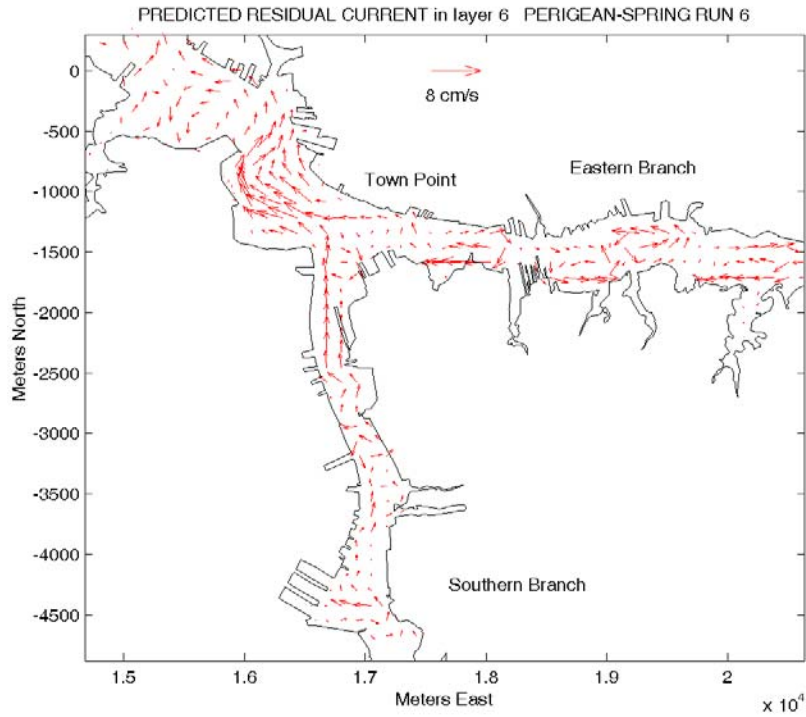 PREDICTED RESIDUAL CURRENT in layer 6 PERIGEAN-SPRING RUN 6
0
8 cm/s
-500
Eastern Branch
Town Point
-1000
-1500
-2000
Meters North
-2500
-3000
-3500
-4000
Southern Branch
-4500
1.5 1.6 1.7 1.8 1.9 2
Meters East
x 10^4